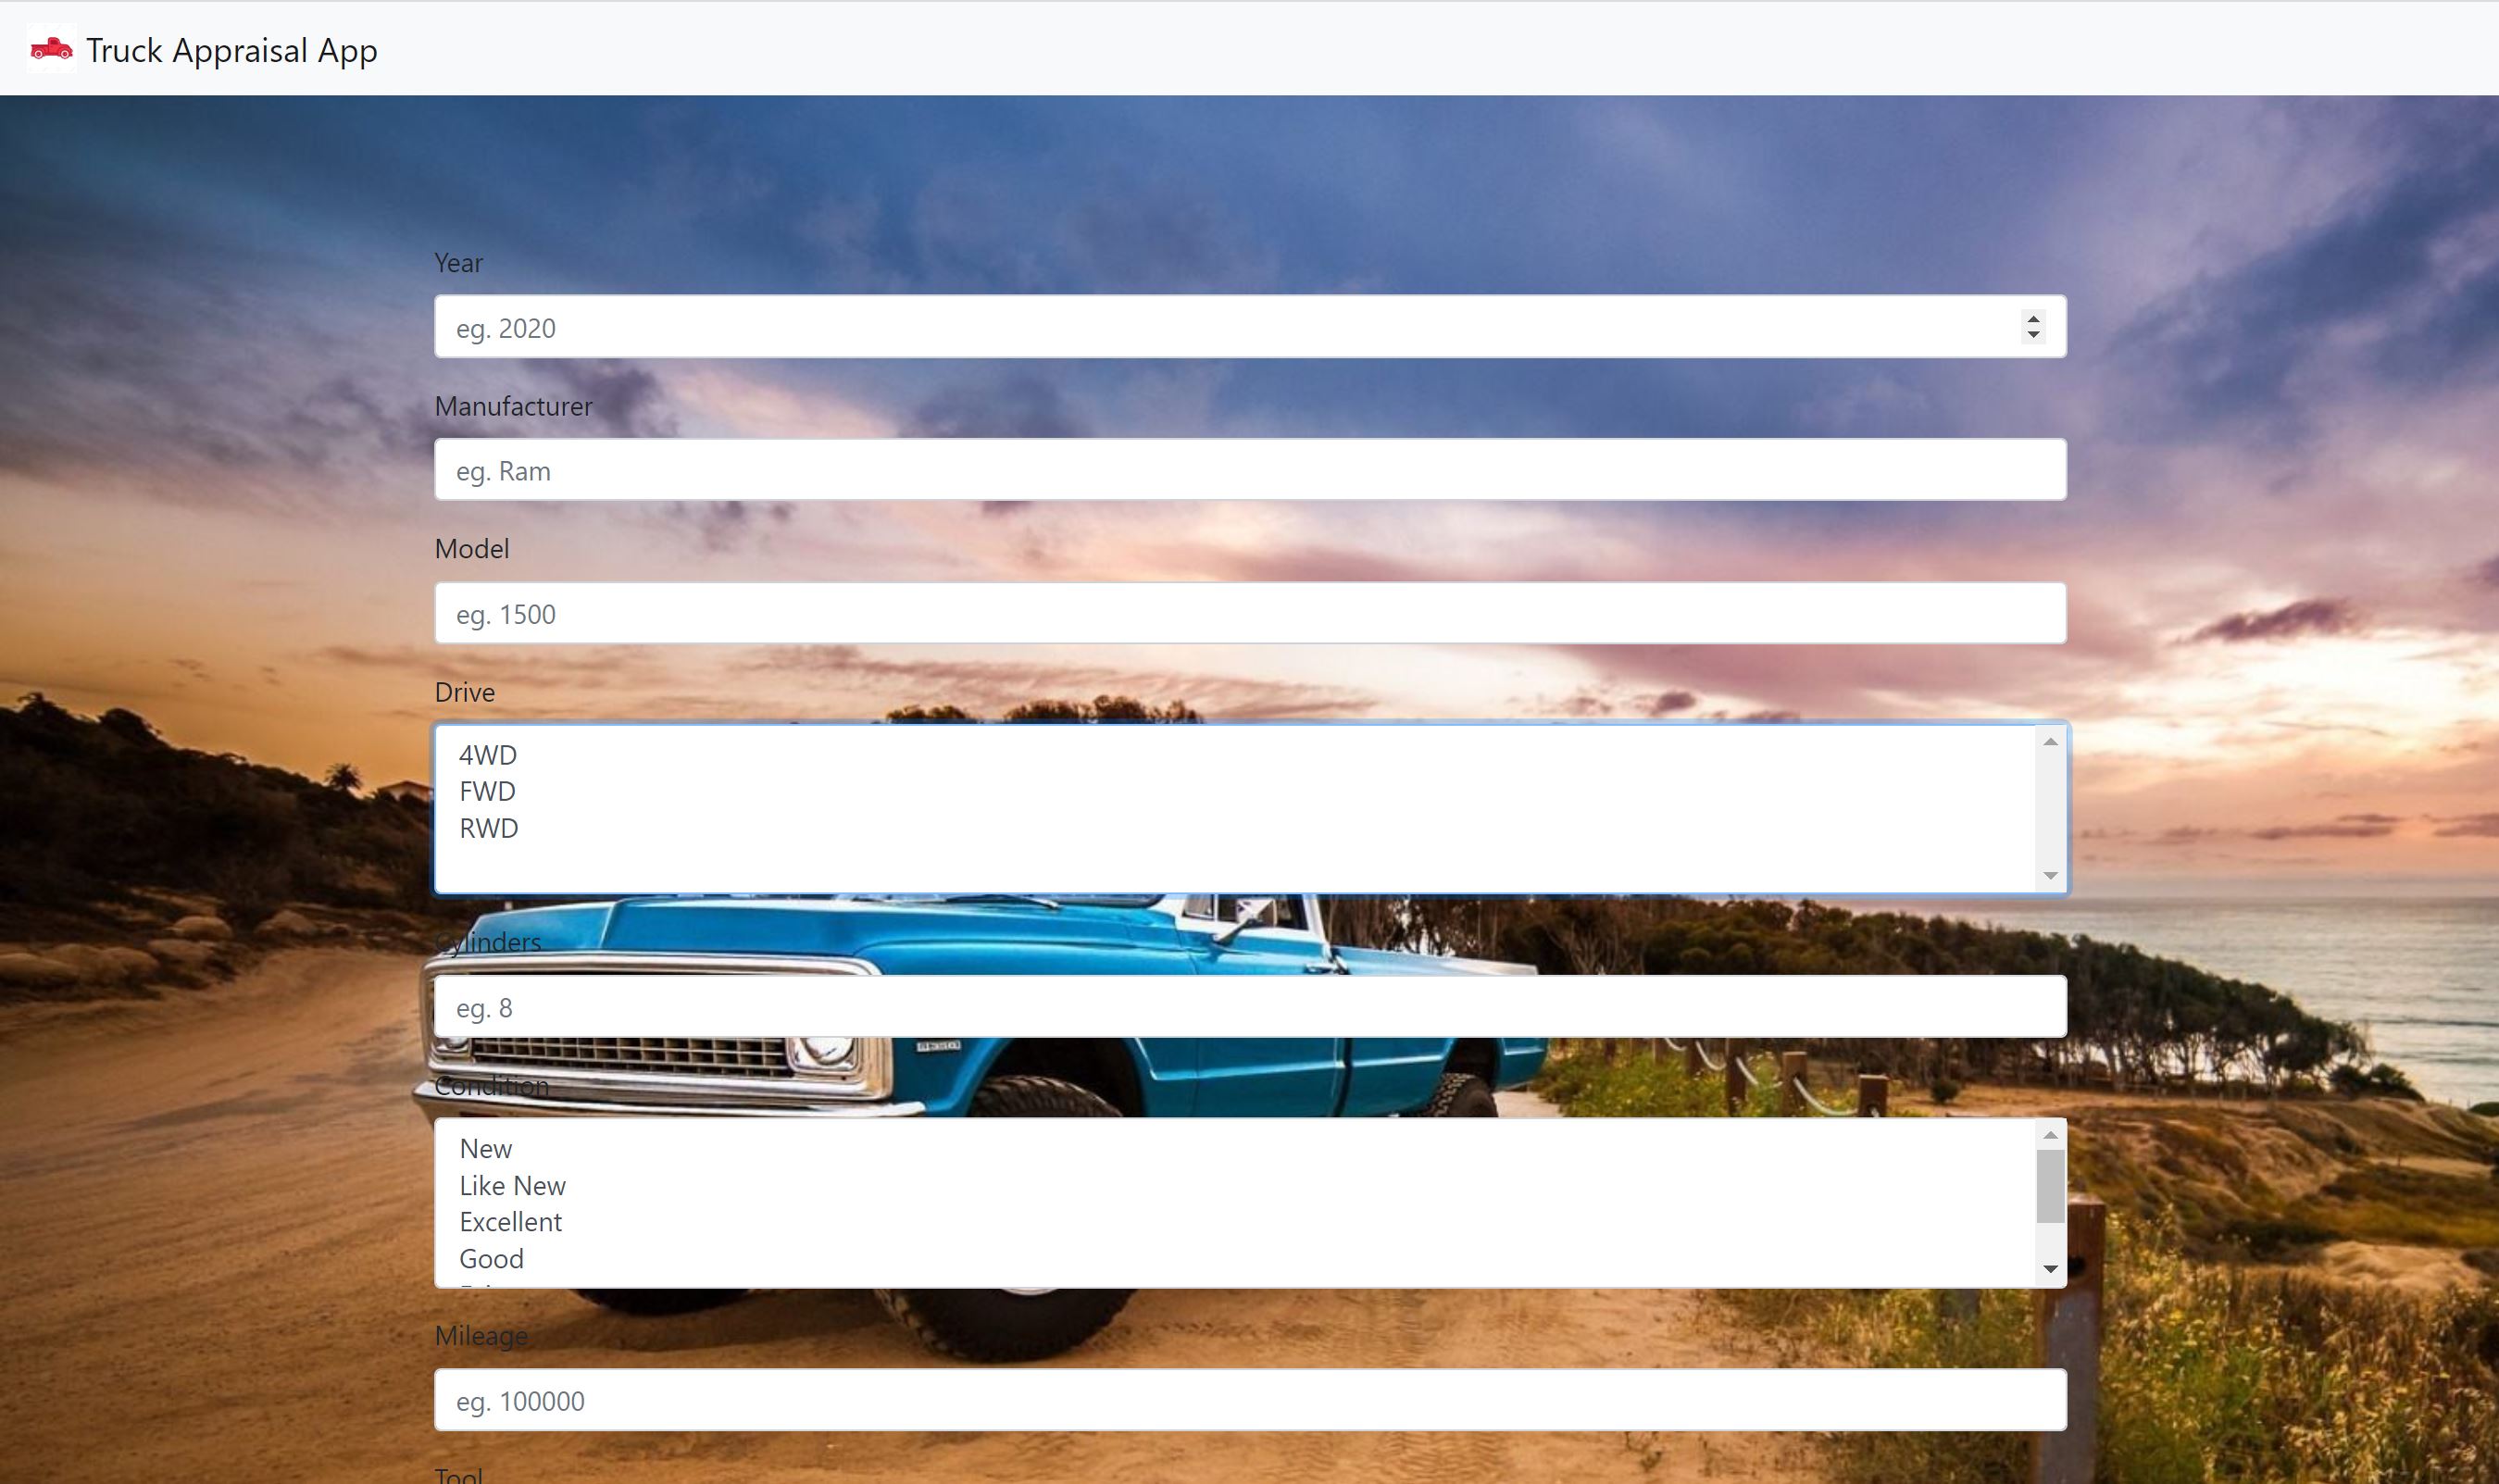 Truck Appraisal App
Year
eg. 2020
Manufacturer
eg. Ram
Model
eg. 1500
Drive
4WD
FWD
RWD
Cylinders
eg. 8
Condition
New
Like New
Excellent
Good
Mileage
eg. 100000
Tool